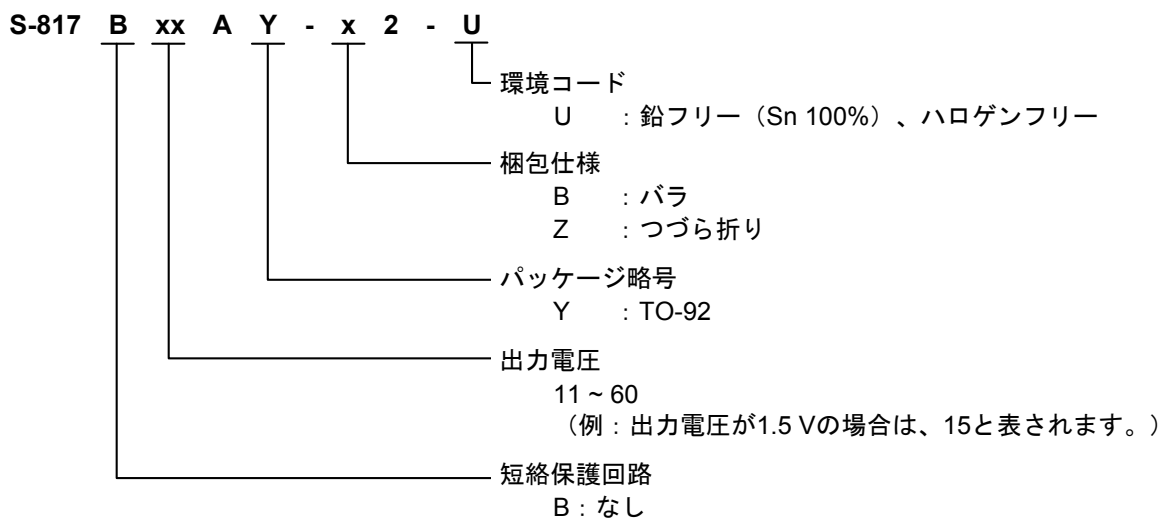 S-817 B xx A Y - x 2 - U
環境コード
U : 鉛フリー（Sn 100%）、ハロゲンフリー
梱包仕様
B : バラ
Z : つづら折り
パッケージ略号
Y : TO-92
出力電圧
11 ~ 60
（例 : 出力電圧が1.5 Vの場合は、15と表されます。）
短絡保護回路
B : なし